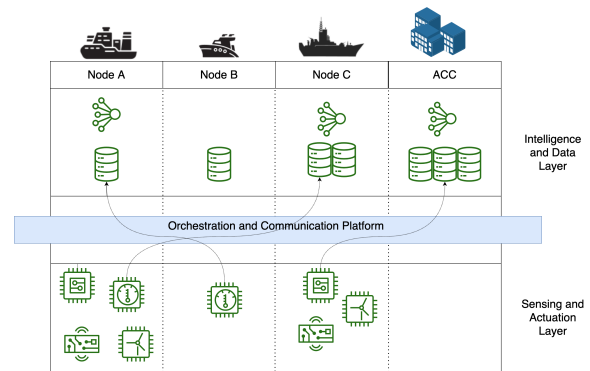 Node A
Node B
Node C
ACC
Intelligence
and Data
Layer
Orchestration and Communication Platform
Sensing and
Actuation
Layer